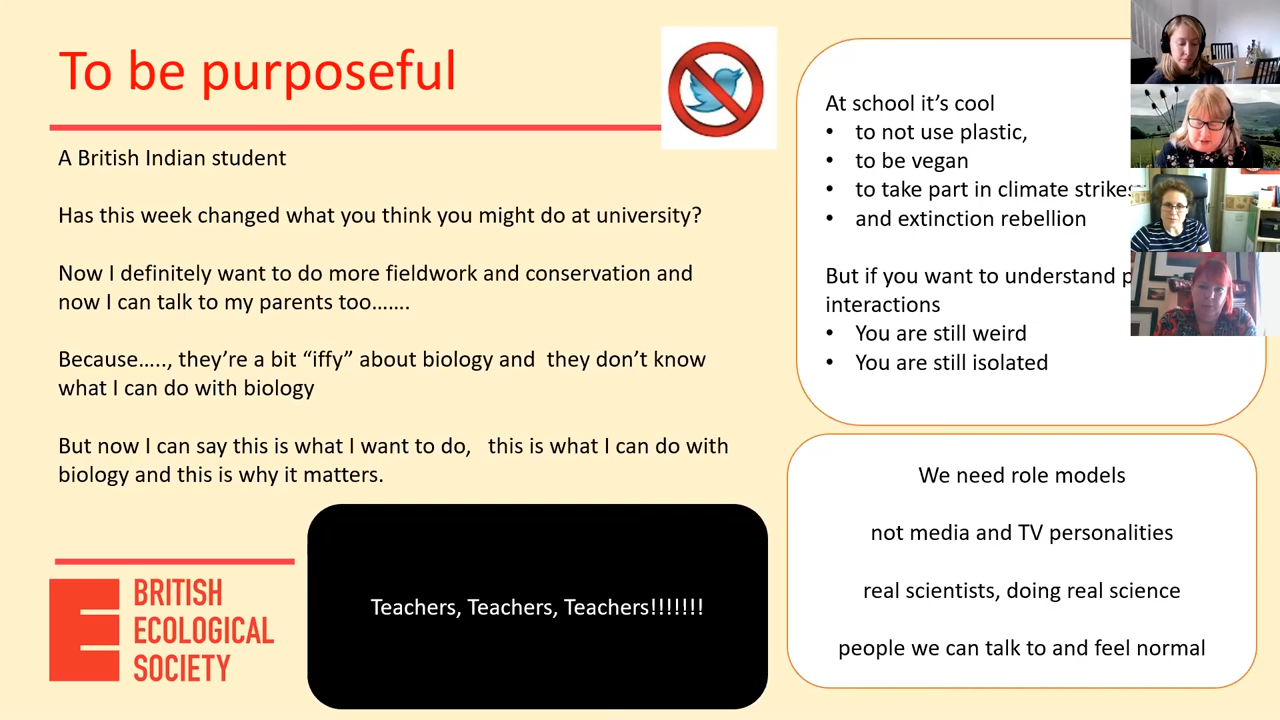 To be purposeful
A British Indian student
Has this week changed what you think you might do at university?
Now I definitely want to do more fieldwork and conservation and
now I can talk to my parents too…….
Because….., they’re a bit “iffy” about biology and they don’t know
what I can do with biology
But now I can say this is what I want to do, this is what I can do with
biology and this is why it matters.
BRITISH
ECOLOGICAL
SOCIETY
Teachers, Teachers, Teachers!!!!!!!
At school it’s cool
• to not use plastic,
• to be vegan
• to take part in climate strikes
• and extinction rebellion
But if you want to understand
interactions
• You are still weird
• You are still isolated
We need role models
not media and TV personalities
real scientists, doing real science
people we can talk to and feel normal